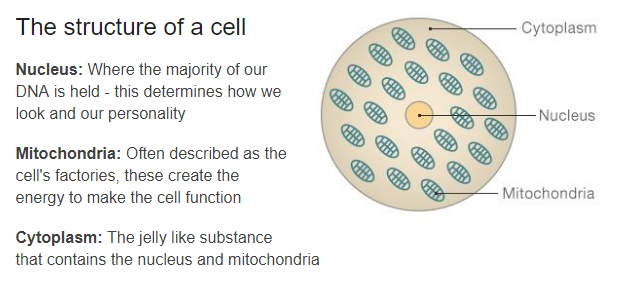 The structure of a cell
Nucleus: Where the majority of our
DNA is held - this determines how we
look and our personality
Mitochondria: Often described as the
cell's factories, these create the
energy to make the cell function
Cytoplasm: The jelly like substance
that contains the nucleus and mitochondria
Cytoplasm
Nucleus
Mitochondria